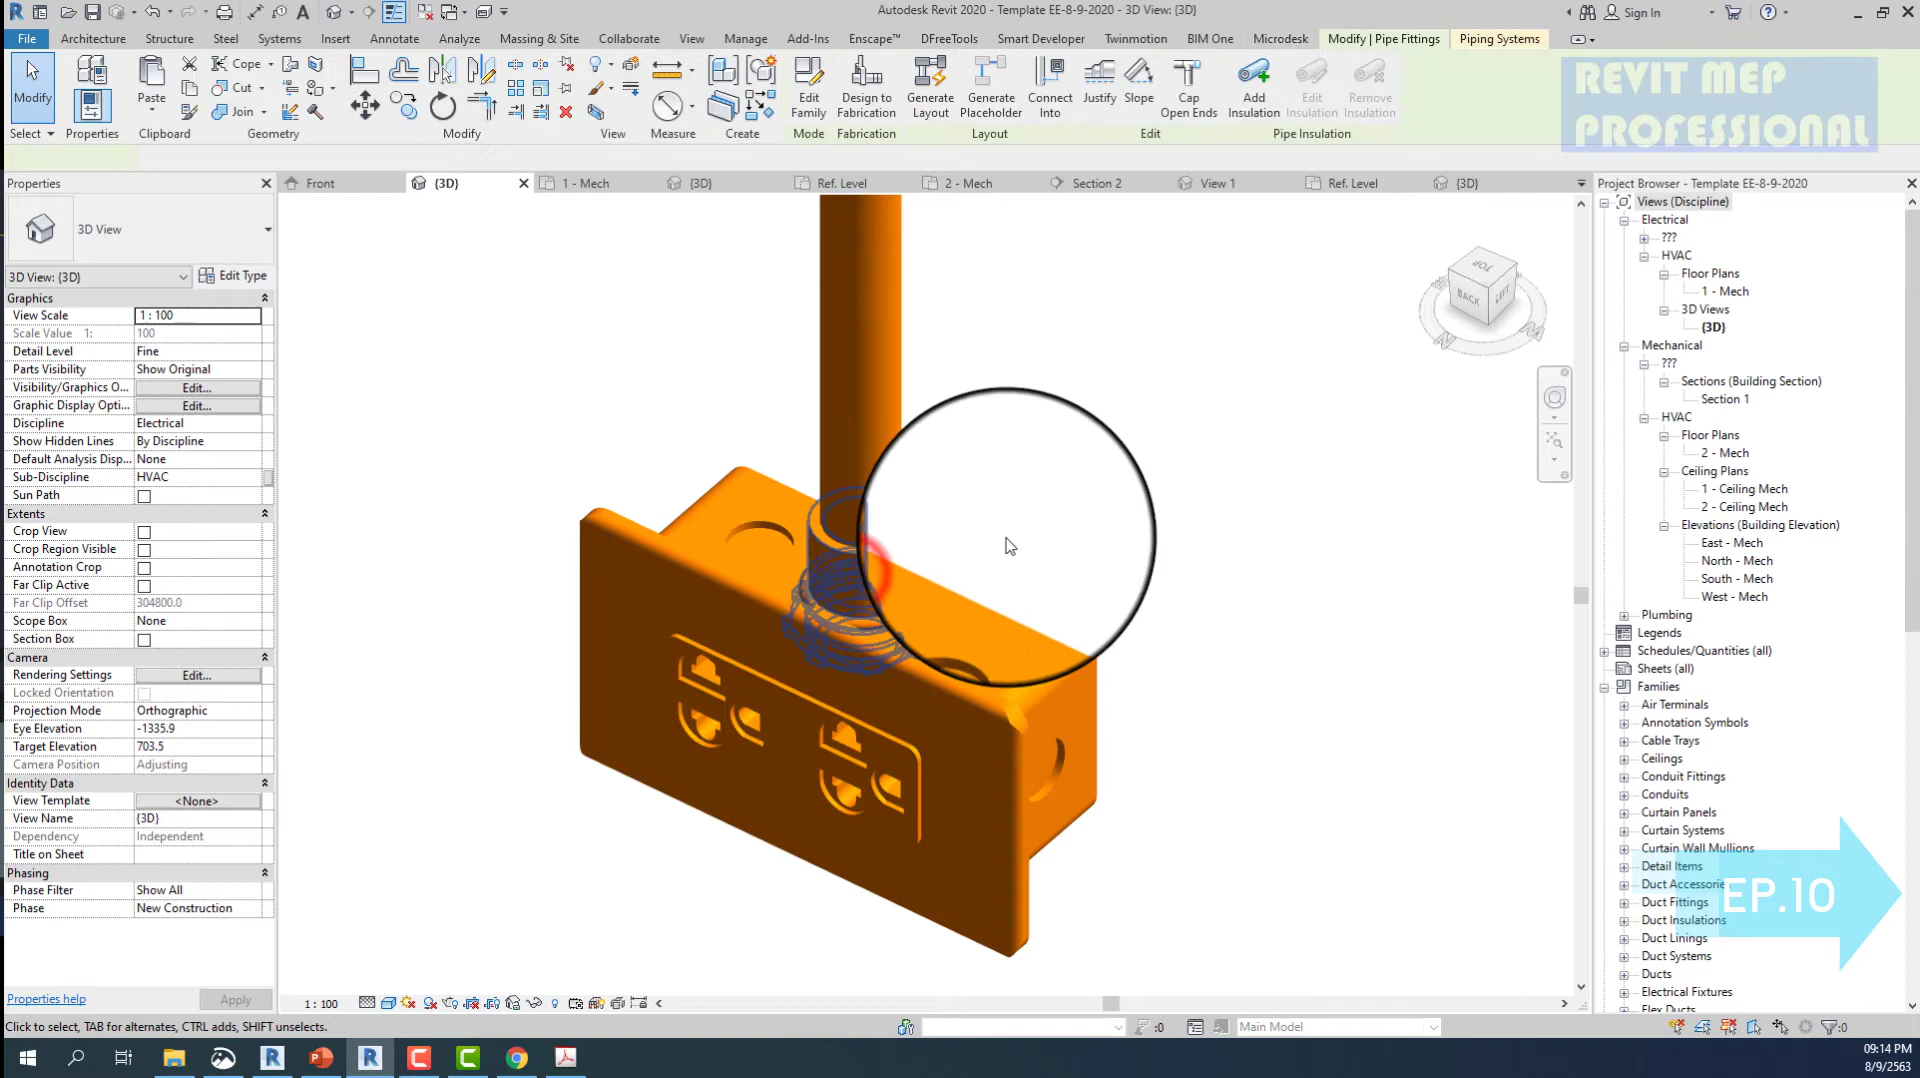 Autodesk Revit 2020 - Template EE-8-9-2020 - 3D View: {3D}
Sign In
File Architecture Structure Steel Systems Insert Annotate Analyze Massing & Site Collaborate View Manage Add-Ins Enscape™ DFreeTools Smart Developer Twinmotion BIM One Microdesk Modify | Pipe Fittings Piping Systems
Modify
Paste
Cope
Cut
Join
Edit Family
Design to Fabrication
Generate Layout
Generate Placeholder
Connect Into
Justify
Slope
Cap Open Ends
Add Insulation
Edit Insulation
Remove Insulation
Select Properties Clipboard Geometry Modify View Measure Create Mode Fabrication Layout Edit Pipe Insulation
REVIT MEP
PROFESSIONAL
Properties
Front {3D} 1 - Mech {3D} Ref. Level 2 - Mech Section 2 View 1 Ref. Level {3D}
3D View
3D View: {3D} Edit Type
Graphics
View Scale 1 : 100
Scale Value 1: 100
Detail Level Fine
Parts Visibility Show Original
Visibility/Graphics O... Edit...
Graphic Display Opti... Edit...
Discipline Electrical
Show Hidden Lines By Discipline
Default Analysis Disp... None
Sub-Discipline HVAC
Sun Path
Extents
Crop View
Crop Region Visible
Annotation Crop
Far Clip Active
Far Clip Offset 304800.0
Scope Box None
Section Box
Camera
Rendering Settings Edit...
Locked Orientation
Projection Mode Orthographic
Eye Elevation -1335.9
Target Elevation 703.5
Camera Position Adjusting
Identity Data
View Template <None>
View Name {3D}
Dependency Independent
Title on Sheet
Phasing
Phase Filter Show All
Phase New Construction
Properties help Apply
TOP
BACK
LEFT
Project Browser - Template EE-8-9-2020
Views (Discipline)
Electrical
???
HVAC
Floor Plans
1 - Mech
3D Views
{3D}
Mechanical
???
Sections (Building Section)
Section 1
HVAC
Floor Plans
2 - Mech
Ceiling Plans
1 - Ceiling Mech
2 - Ceiling Mech
Elevations (Building Elevation)
East - Mech
North - Mech
South - Mech
West - Mech
Plumbing
Legends
Schedules/Quantities (all)
Sheets (all)
Families
Air Terminals
Annotation Symbols
Cable Trays
Ceilings
Conduit Fittings
Conduits
Curtain Panels
Curtain Systems
Curtain Wall Mullions
Detail Items
Duct Accessories
Duct Fittings
Duct Insulations
Duct Linings
Duct Systems
Ducts
Electrical Fixtures
Flex Ducts
EP.10
1 : 100
Click to select, TAB for alternates, CTRL adds, SHIFT unselects.
:0
Main Model
:0
09:14 PM
8/9/2563